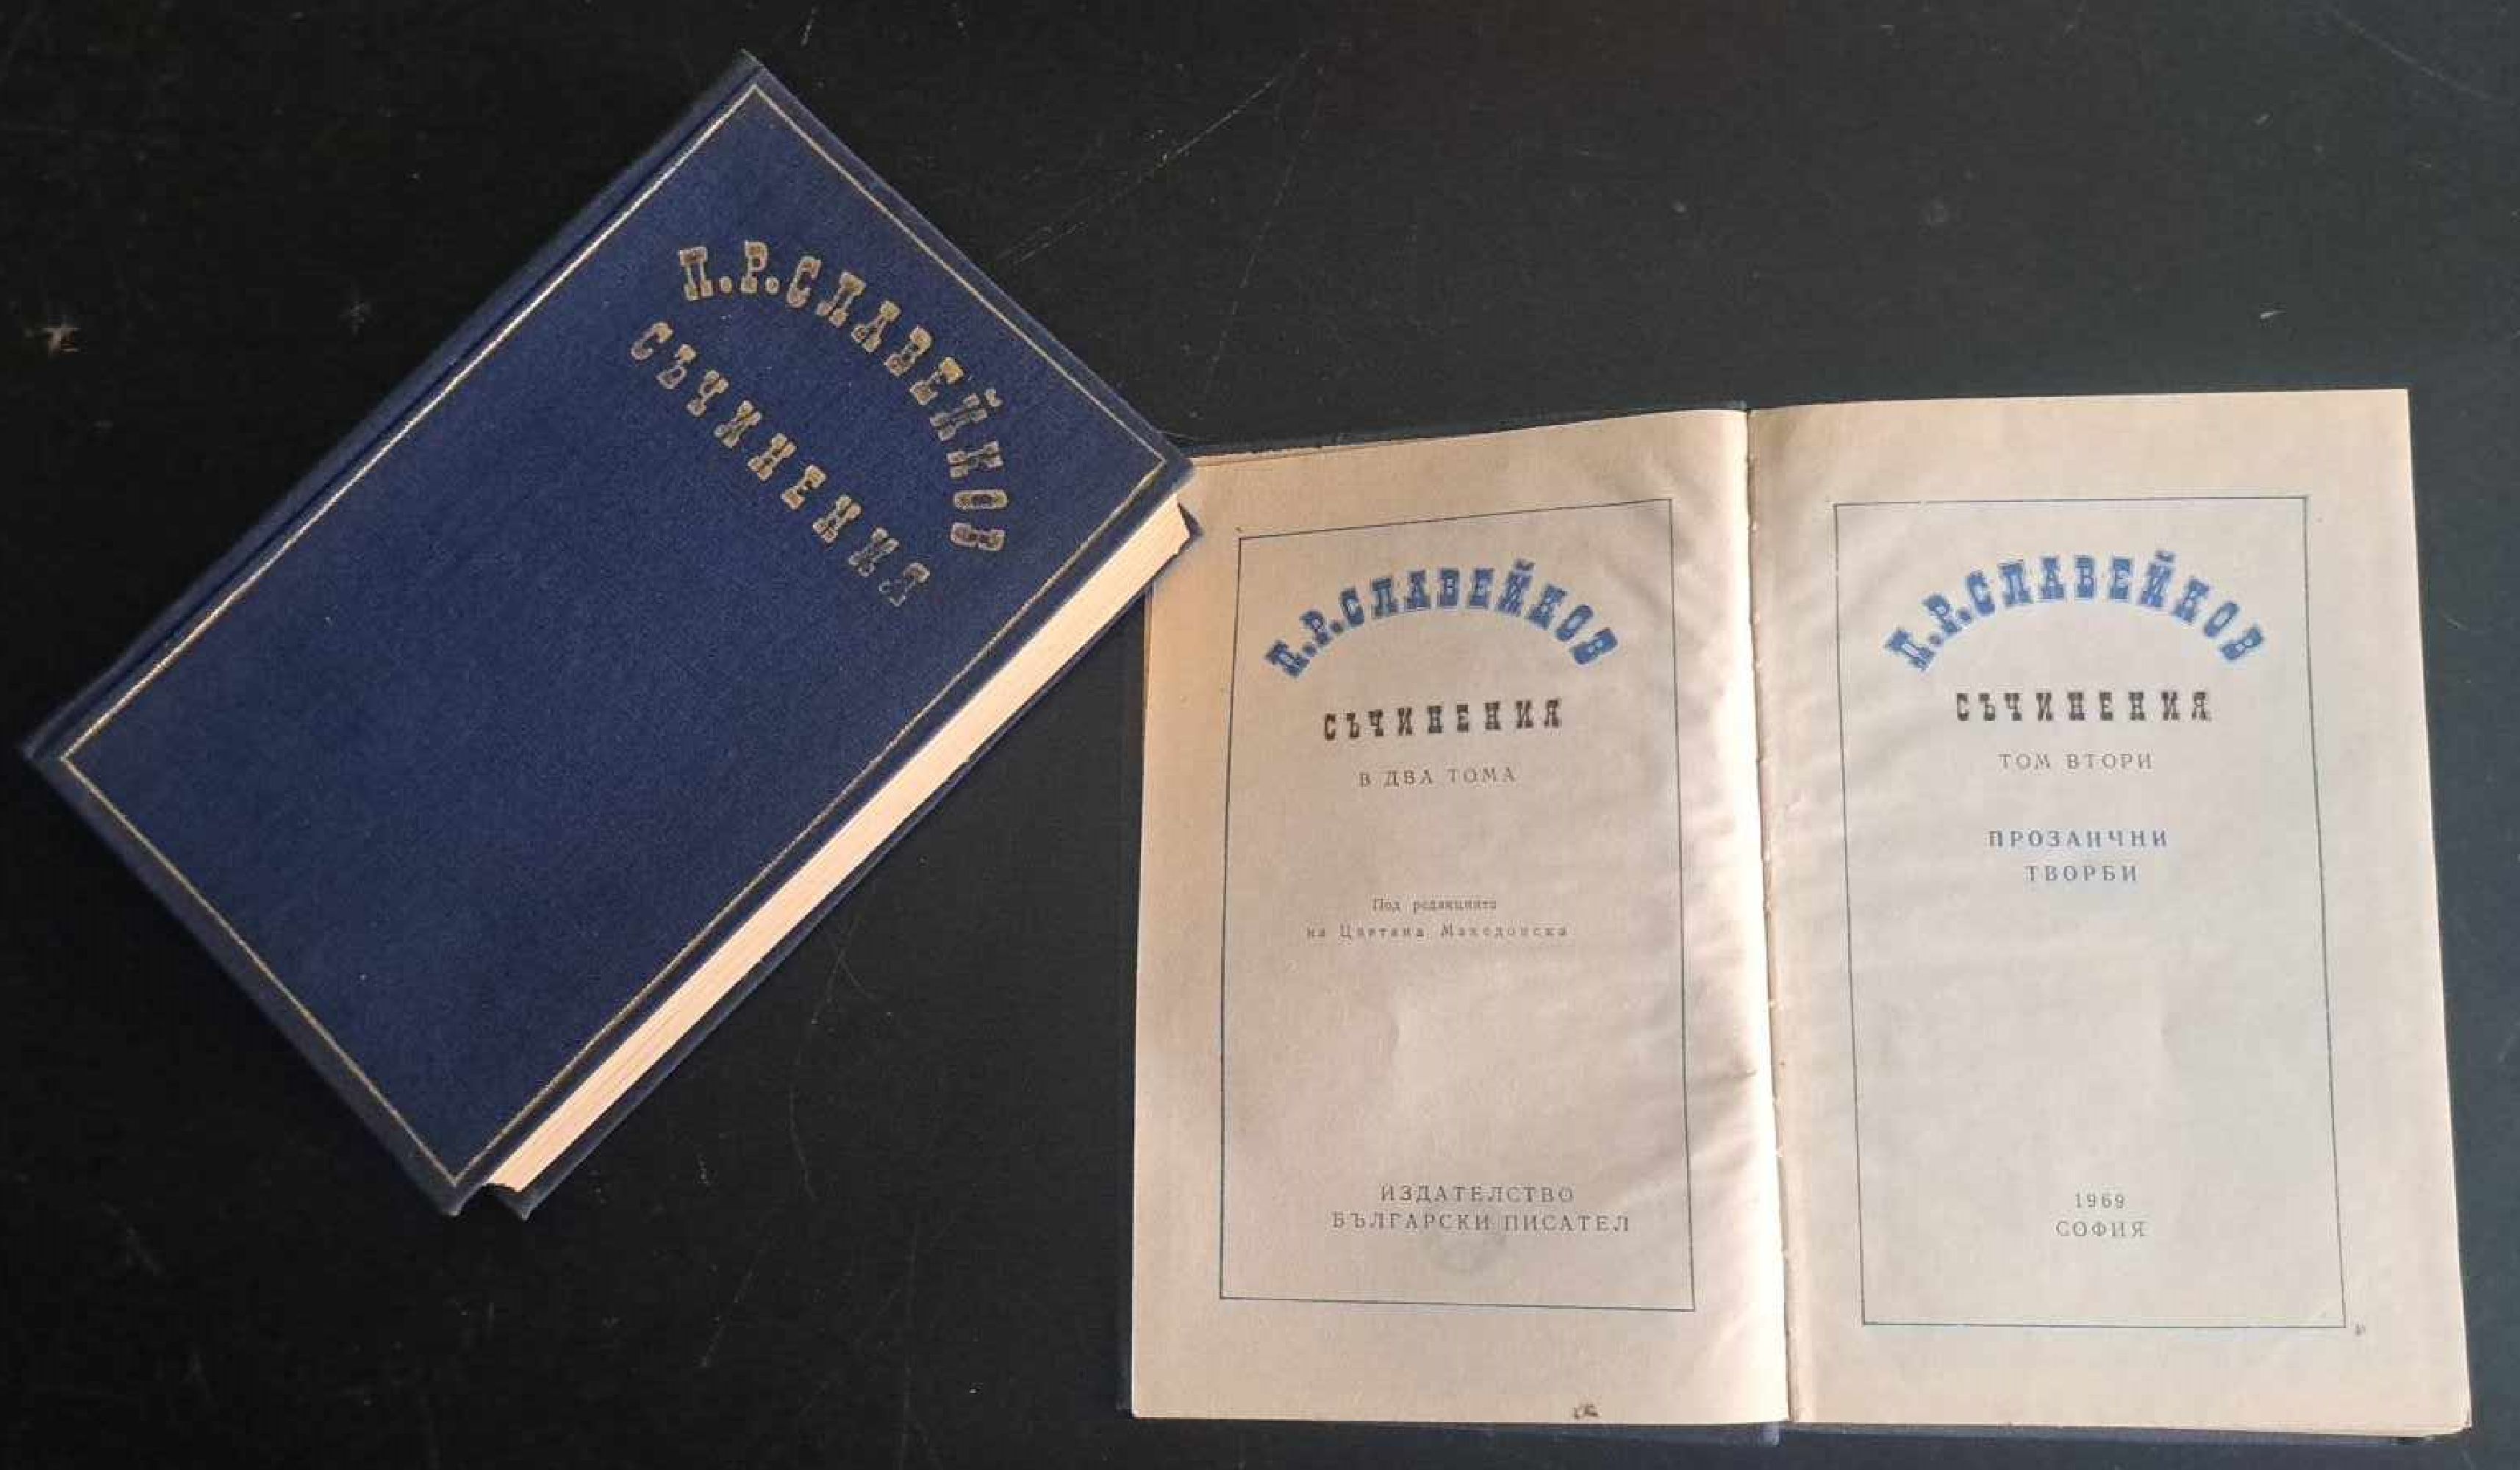 П.Р.СЛАВЕЙКОВ
СЪЧИНЕНИЯ
П.Р.СЛАВЕЙКОВ
СЪЧИНЕНИЯ
В ДВА ТОМА
Под редакцията
на Цветана Македонска
ИЗДАТЕЛСТВО
БЪЛГАРСКИ ПИСАТЕЛ
П.Р.СЛАВЕЙКОВ
СЪЧИНЕНИЯ
ТОМ ВТОРИ
ПРОЗАИЧНИ
ТВОРБИ
1969
СОФИЯ